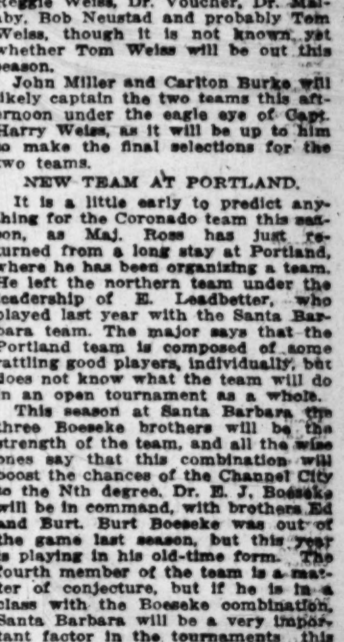 Reggie Weiss, Dr. Voucher, Dr.
by, Bob Neustad and probably Tom
Weiss, though it is not known yet
whether Tom Weiss will be out this
season.
John Miller and Carlton Burke will
likely captain the two teams this aft-
ernoon under the eagle eye of Capt.
Harry Weiss, as it will be up to him
to make the final selections for the
two teams.
NEW TEAM AT PORTLAND.
It is a little early to predict any-
thing for the Coronado team this sea-
son, as Maj. Ross has just re-
turned from a long stay at Portland,
where he has been organizing a team.
He left the northern team under the
leadership of E. Leadbetter, who
played last year with the Santa Bar-
bara team. The major says that the
Portland team is composed of some
rattling good players, individually, but
does not know what the team will do
in an open tournament as a whole.
This season at Santa Barbara the
three Boeseke brothers will be the
strength of the team, and all the wise
ones say that this combination will
boost the chances of the Channel City
to the Nth degree. Dr. E. J. Boeseke
will be in command, with brothers Ed
and Burt. Burt Boeseke was out of
the game last season, but this year
is playing in his old-time form. The
fourth member of the team is a mat-
ter of conjecture, but if he is in a
class with the Boeseke combination,
Santa Barbara will be a very impor-
tant factor in the tournaments this